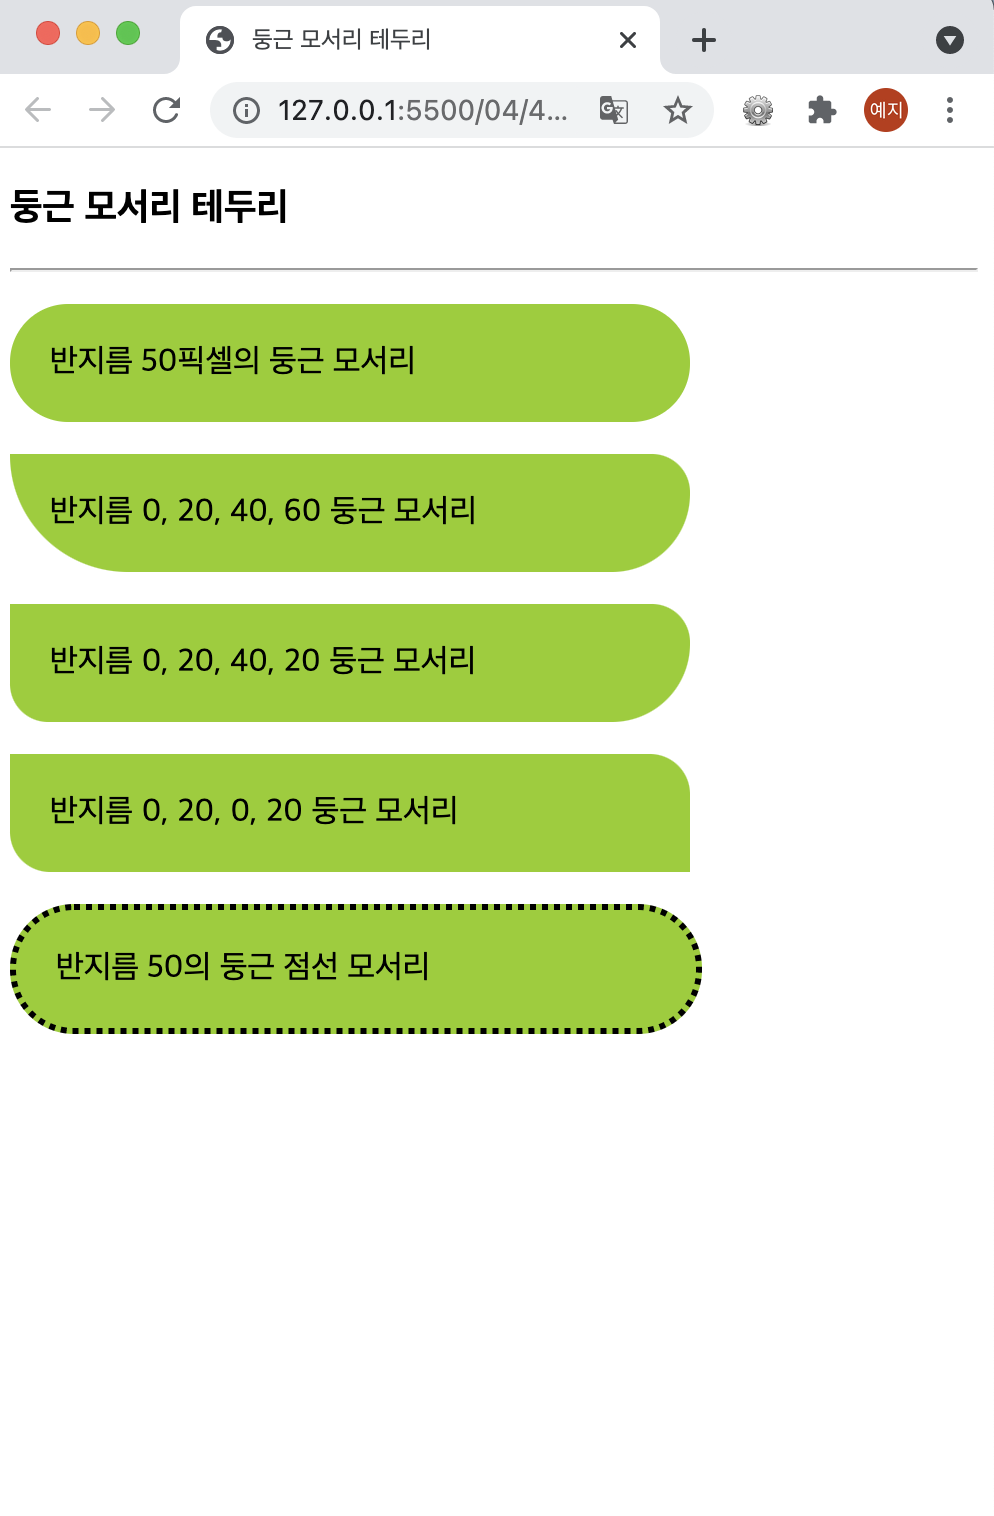 둥근 모서리 테두리
127.0.0.1:5500/04/4...
예지
둥근 모서리 테두리
반지름 50픽셀의 둥근 모서리
반지름 0, 20, 40, 60 둥근 모서리
반지름 0, 20, 40, 20 둥근 모서리
반지름 0, 20, 0, 20 둥근 모서리
반지름 50의 둥근 점선 모서리